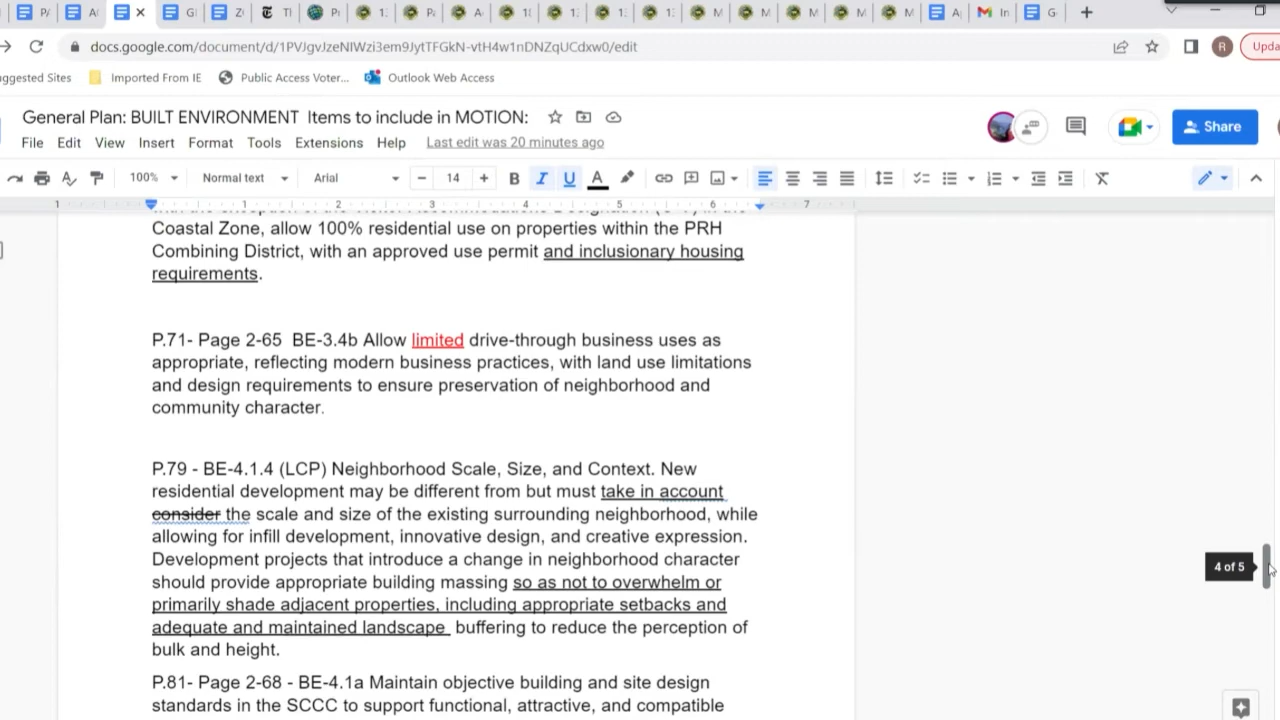 docs.google.com/document/d/1PVJgvJzeNIWzi3em9JytTFGkN-vtH4w1nDNZqUCdxw0/edit
R
Upda
ggested Sites
Imported From IE
Public Access Voter...
Outlook Web Access
General Plan: BUILT ENVIRONMENT Items to include in MOTION:
File Edit View Insert Format Tools Extensions Help Last edit was 20 minutes ago
Share
100% Normal text Arial 14 B I U A
1 1 2 3 4 5 6 7
Coastal Zone, allow 100% residential use on properties within the PRH
Combining District, with an approved use permit and inclusionary housing
requirements.
P.71- Page 2-65 BE-3.4b Allow limited drive-through business uses as
appropriate, reflecting modern business practices, with land use limitations
and design requirements to ensure preservation of neighborhood and
community character.
P.79 - BE-4.1.4 (LCP) Neighborhood Scale, Size, and Context. New
residential development may be different from but must take in account
consider the scale and size of the existing surrounding neighborhood, while
allowing for infill development, innovative design, and creative expression.
Development projects that introduce a change in neighborhood character
should provide appropriate building massing so as not to overwhelm or
primarily shade adjacent properties, including appropriate setbacks and
adequate and maintained landscape buffering to reduce the perception of
bulk and height.
P.81- Page 2-68 - BE-4.1a Maintain objective building and site design
standards in the SCCC to support functional, attractive, and compatible
4 of 5